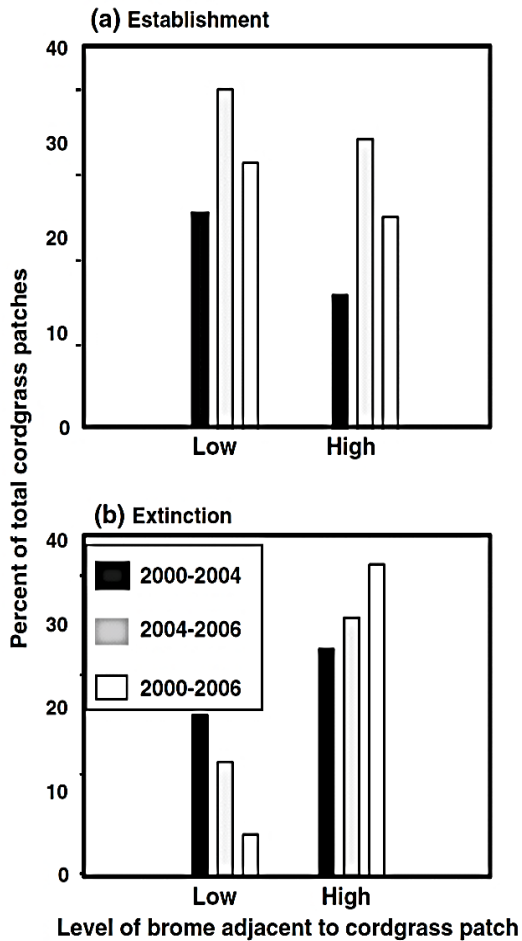 (a) Establishment
40
30
20
10
0
Low High
Percent of total cordgrass patches
(b) Extinction
40
30
20
10
0
2000-2004
2004-2006
2000-2006
Low High
Level of brome adjacent to cordgrass patch